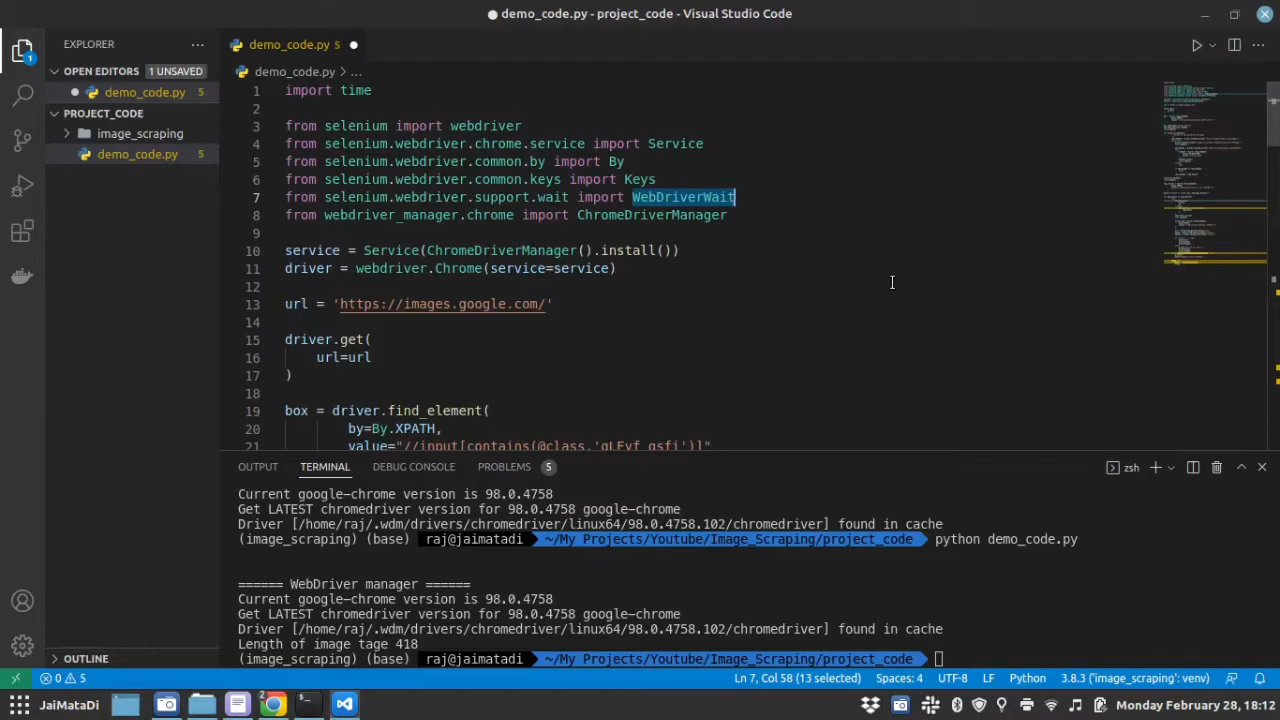 demo_code.py - project_code - Visual Studio Code
EXPLORER
OPEN EDITORS
1 UNSAVED
demo_code.py 5
PROJECT_CODE
image_scraping
demo_code.py 5
OUTLINE
demo_code.py 5
demo_code.py > ...
1 import time
2
3 from selenium import webdriver
4 from selenium.webdriver.chrome.service import Service
5 from selenium.webdriver.common.by import By
6 from selenium.webdriver.common.keys import Keys
7 from selenium.webdriver.support.wait import WebDriverWait
8 from webdriver_manager.chrome import ChromeDriverManager
9
10 service = Service(ChromeDriverManager().install())
11 driver = webdriver.Chrome(service=service)
12
13 url = 'https://images.google.com/'
14
15 driver.get(
16 url=url
17 )
18
19 box = driver.find_element(
20 by=By.XPATH,
21 value="//input[contains(@class,'gLFyf gsfi')]"
OUTPUT TERMINAL DEBUG CONSOLE PROBLEMS 5
zsh
Current google-chrome version is 98.0.4758
Get LATEST chromedriver version for 98.0.4758 google-chrome
Driver [/home/raj/.wdm/drivers/chromedriver/linux64/98.0.4758.102/chromedriver] found in cache
(image_scraping) (base) raj@jaimatadi ~/My Projects/Youtube/Image_Scraping/project_code python demo_code.py
====== WebDriver manager ======
Current google-chrome version is 98.0.4758
Get LATEST chromedriver version for 98.0.4758 google-chrome
Driver [/home/raj/.wdm/drivers/chromedriver/linux64/98.0.4758.102/chromedriver] found in cache
Length of image tage 418
(image_scraping) (base) raj@jaimatadi ~/My Projects/Youtube/Image_Scraping/project_code
0 5 Ln 7, Col 58 (13 selected) Spaces: 4 UTF-8 LF Python 3.8.3 ('image_scraping': venv)
JaiMataDi 2 Monday February 28, 18:12